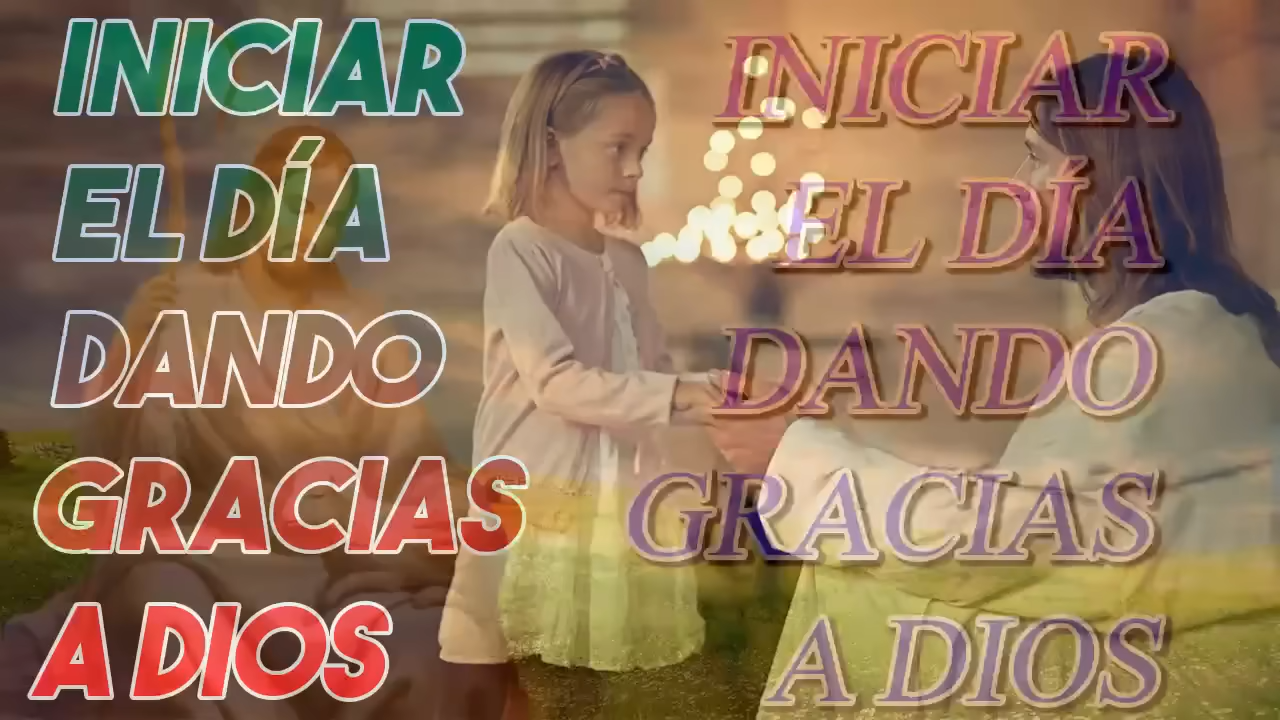 INICIAR
EL DÍA
DANDO
GRACIAS
A DIOS
INICIAR
EL DÍA
DANDO
GRACIAS
A DIOS